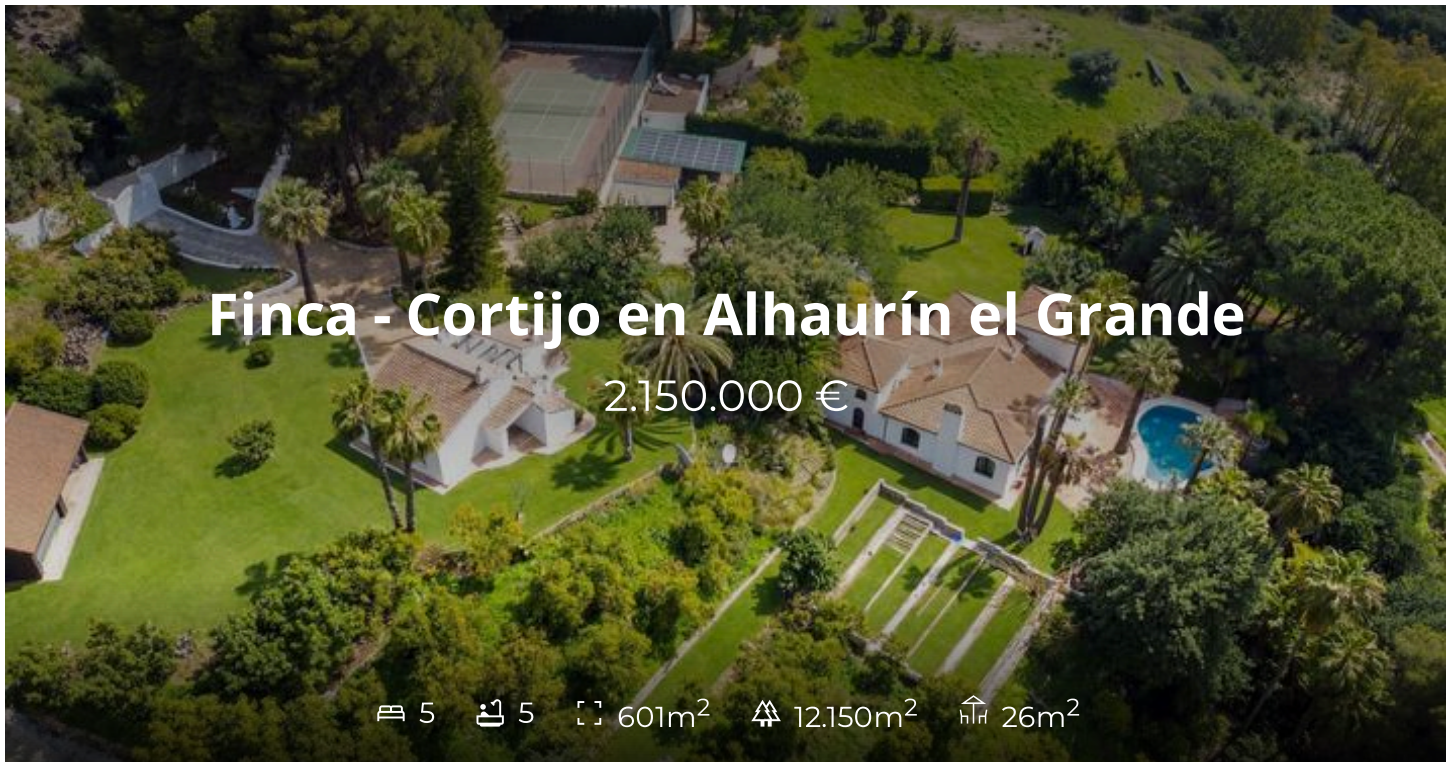 Finca - Cortijo en Alhaurín el Grande
2.150.000 €
5 5 601m² 12.150m² 26m²